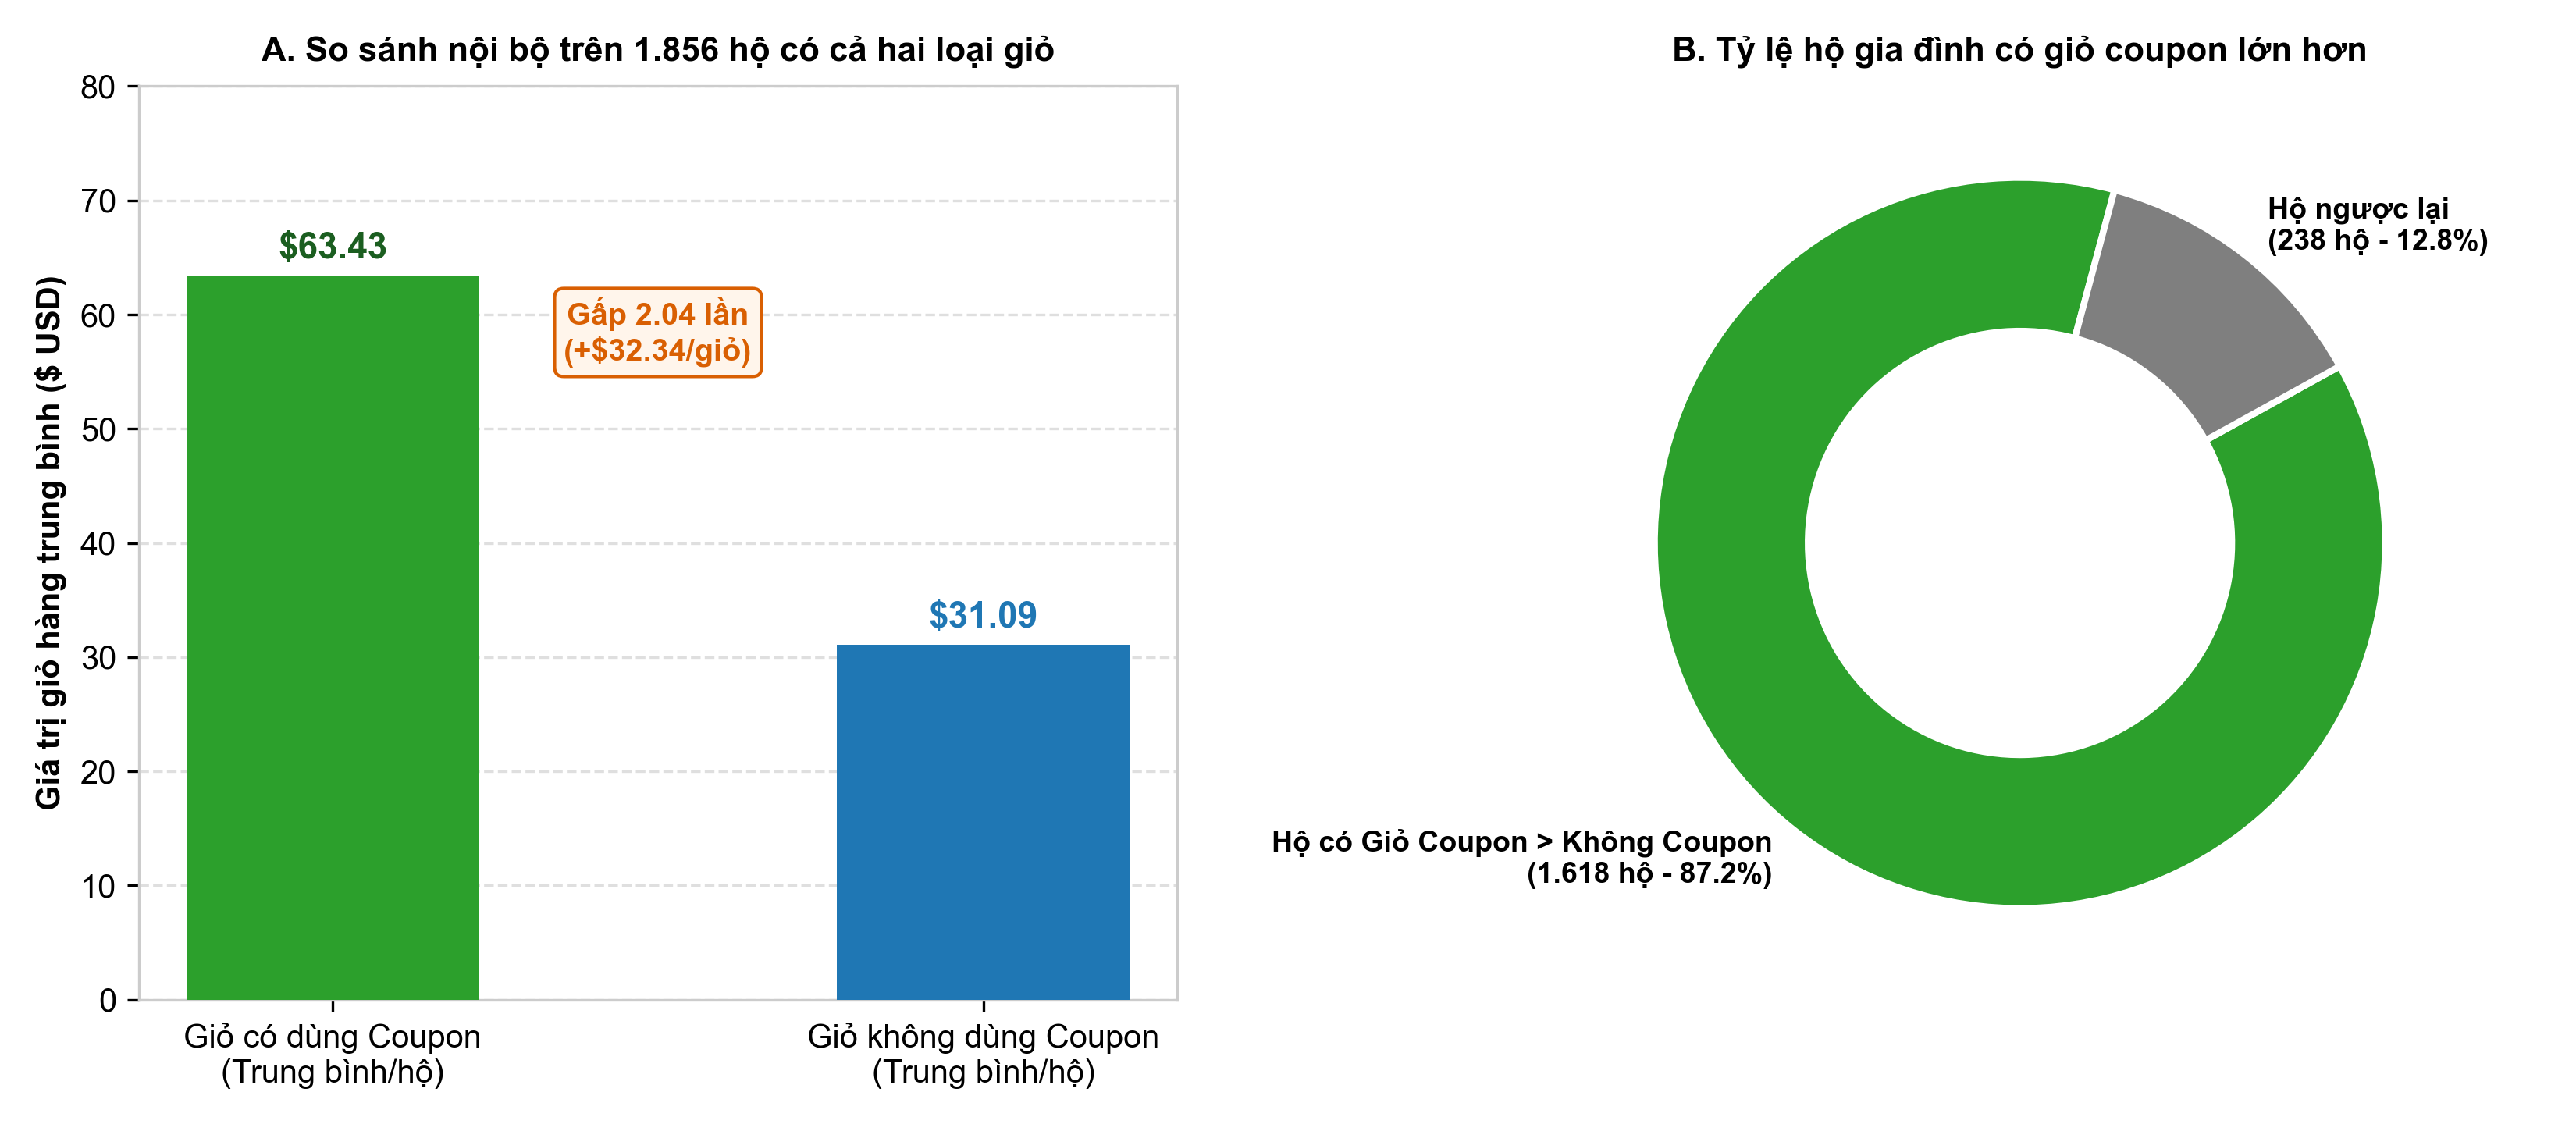 A. So sánh nội bộ trên 1.856 hộ có cả hai loại giỏ
Giá trị giỏ hàng trung bình ($ USD)
80
70
60
50
40
30
20
10
0
$63.43
Gấp 2.04 lần
(+$32.34/giỏ)
$31.09
Giỏ có dùng Coupon
(Trung bình/hộ)
Giỏ không dùng Coupon
(Trung bình/hộ)
B. Tỷ lệ hộ gia đình có giỏ coupon lớn hơn
Hộ ngược lại
(238 hộ - 12.8%)
Hộ có Giỏ Coupon > Không Coupon
(1.618 hộ - 87.2%)